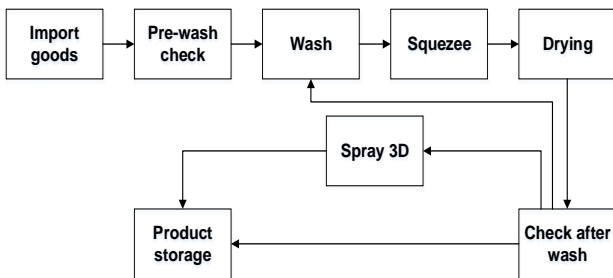 Import
goods
Pre-wash
check
Wash
Squezee
Drying
Spray 3D
Product
storage
Check after
wash